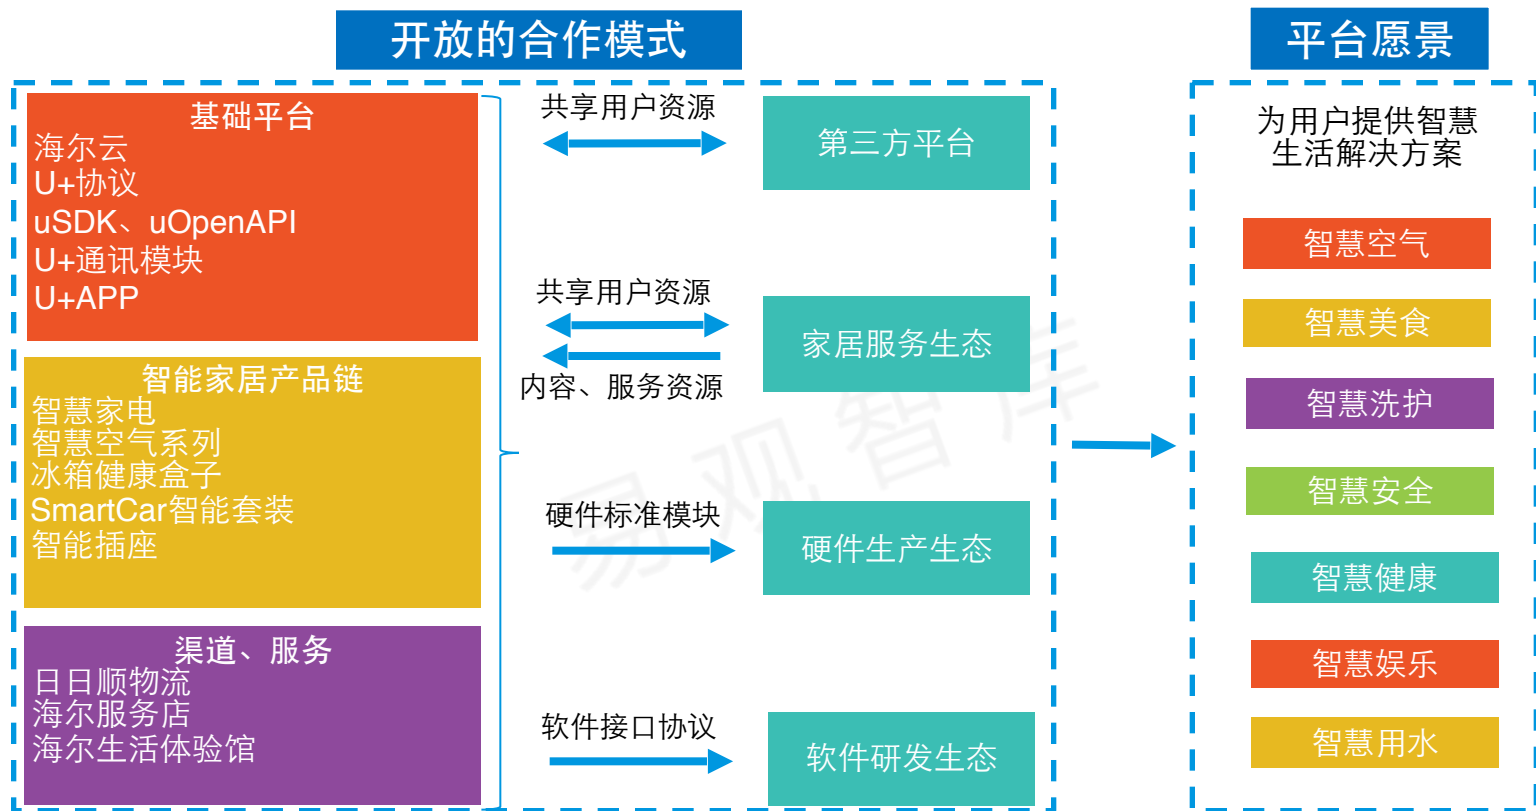 开放的合作模式
平台愿景
基础平台
海尔云
U+协议
uSDK、uOpenAPI
U+通讯模块
U+APP
智能家居产品链
智慧家电
智慧空气系列
冰箱健康盒子
SmartCar智能套装
智能插座
渠道、服务
日日顺物流
海尔服务店
海尔生活体验馆
共享用户资源
第三方平台
共享用户资源
家居服务生态
内容、服务资源
硬件标准模块
硬件生产生态
软件接口协议
软件研发生态
为用户提供智慧
生活解决方案
智慧空气
智慧美食
智慧洗护
智慧安全
智慧健康
智慧娱乐
智慧用水
易观智库